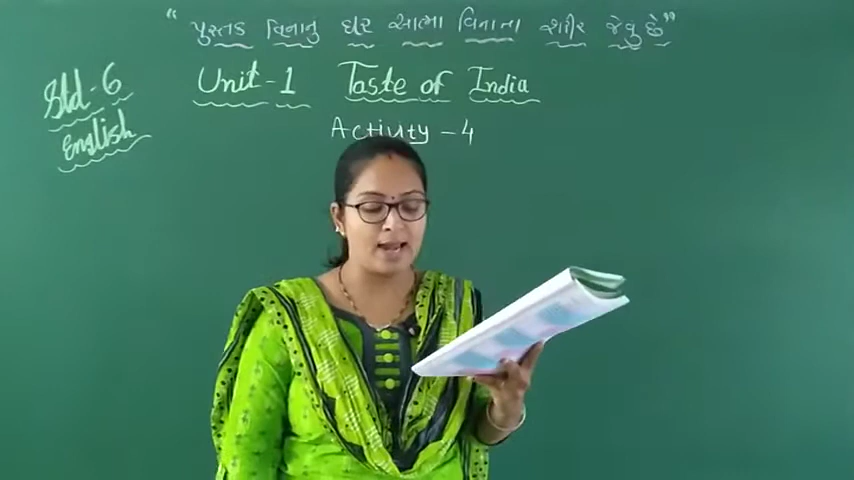 “પુસ્તક વિનાનુ ઘર આત્મા વિનાના શરીર જેવું છે”
Std-6
English
Unit-1 Taste of India
Activity-4